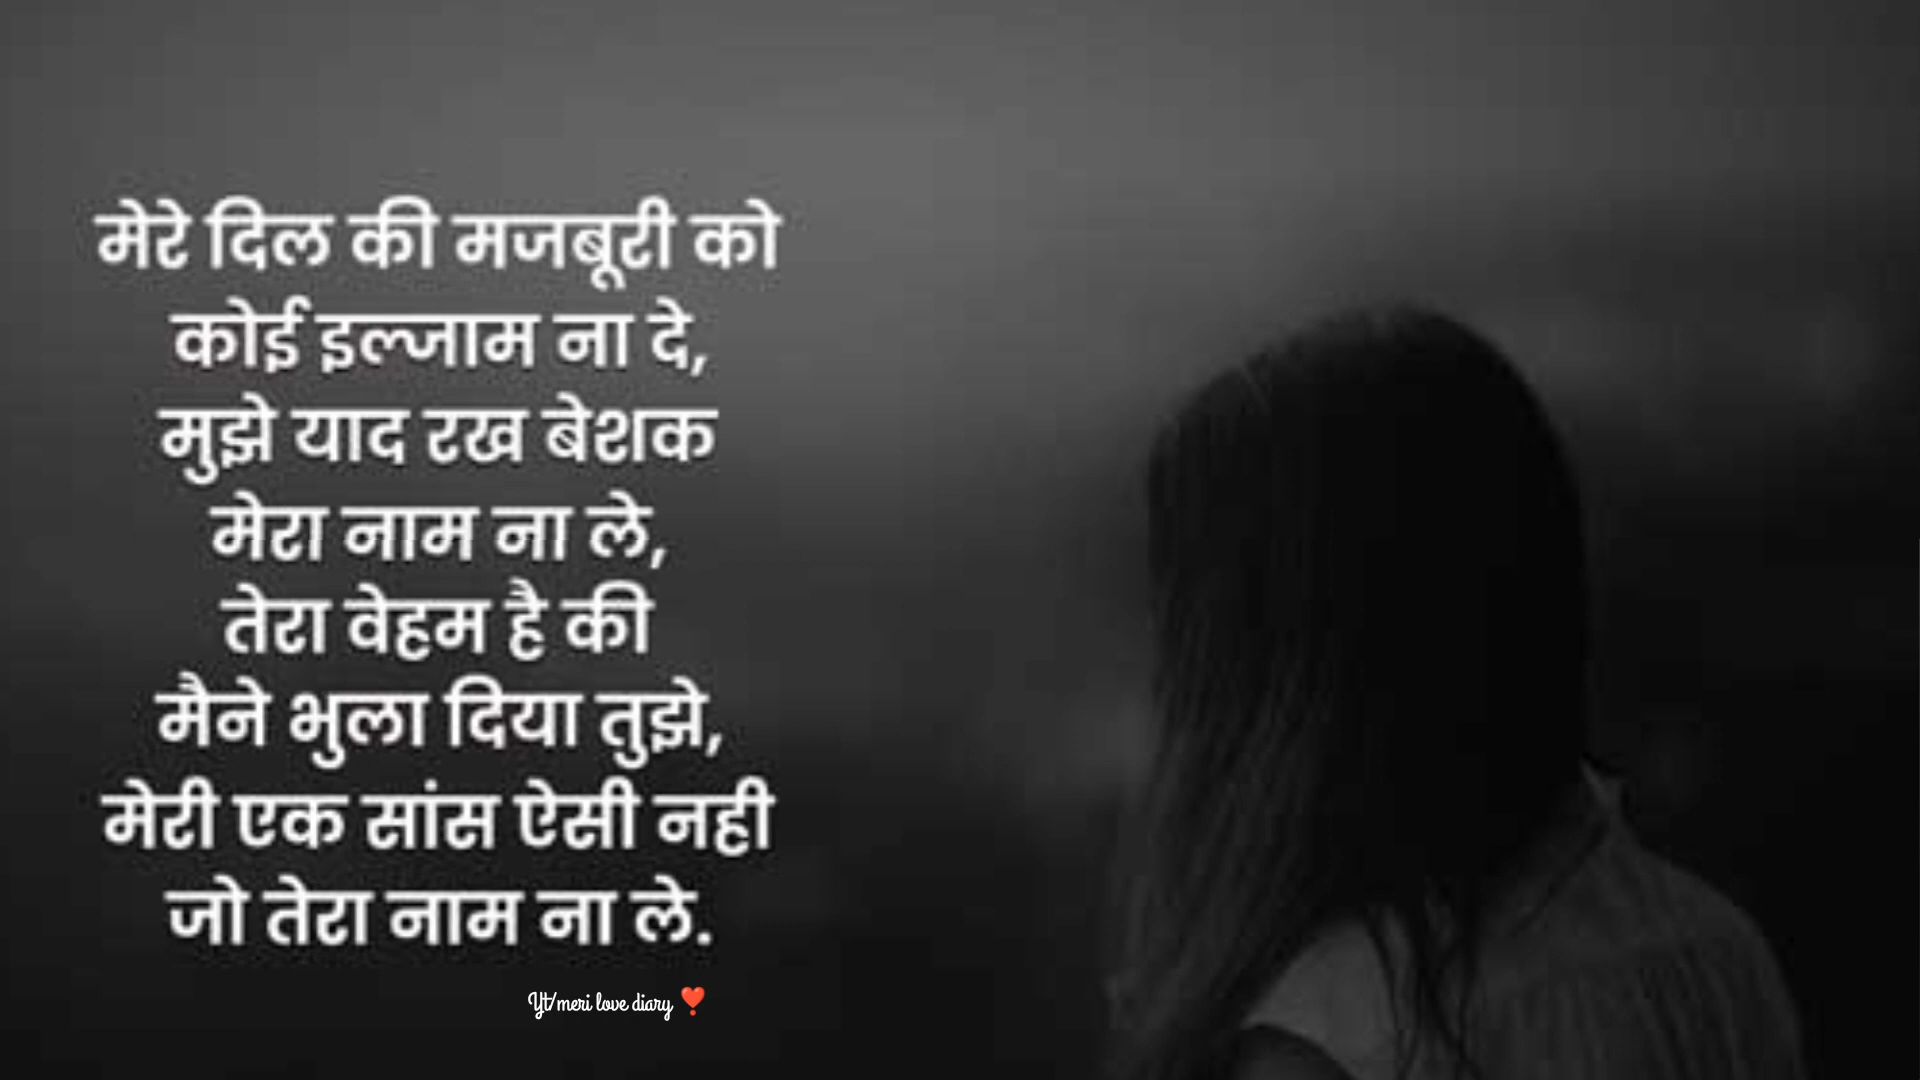 मेरे दिल की मजबूरी को
कोई इल्जाम ना दे,
मुझे याद रख बेशक
मेरा नाम ना ले,
तेरा वेहम है की
मैने भुला दिया तुझे,
मेरी एक सांस ऐसी नही
जो तेरा नाम ना ले.
Yt/meri love diary ❣️